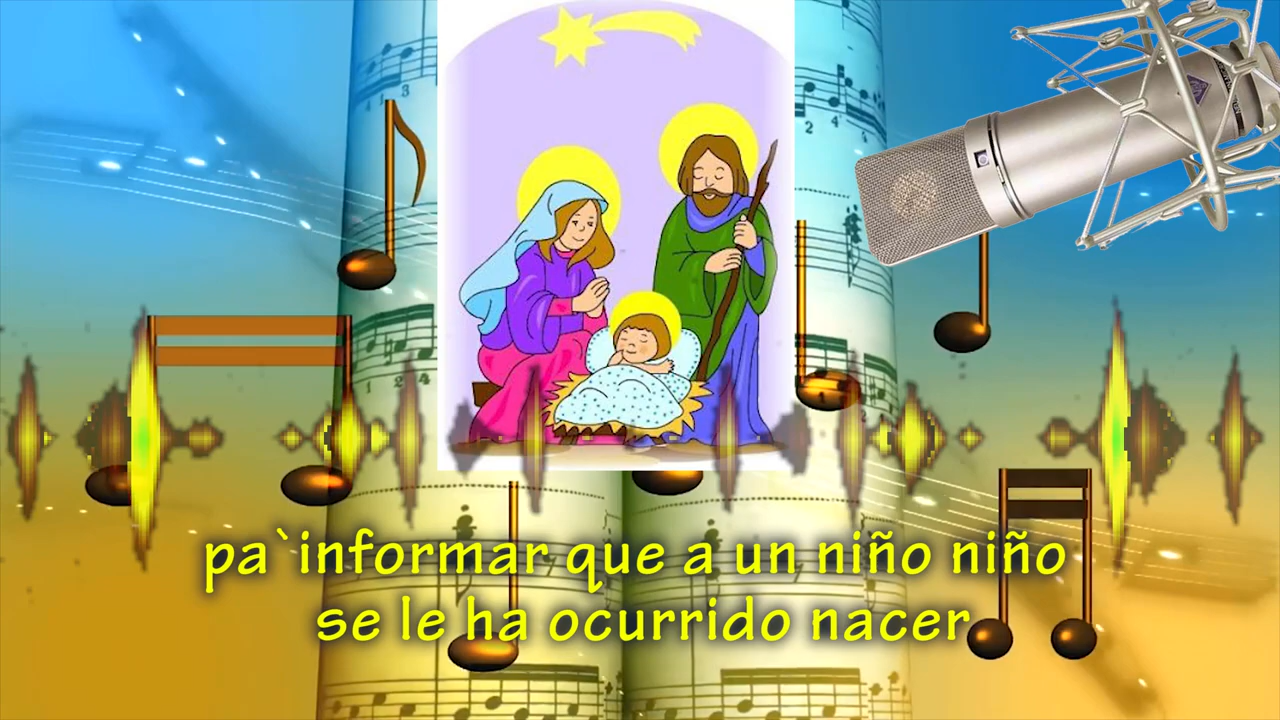 pa`informar que a un niño niño
se le ha ocurrido nacer